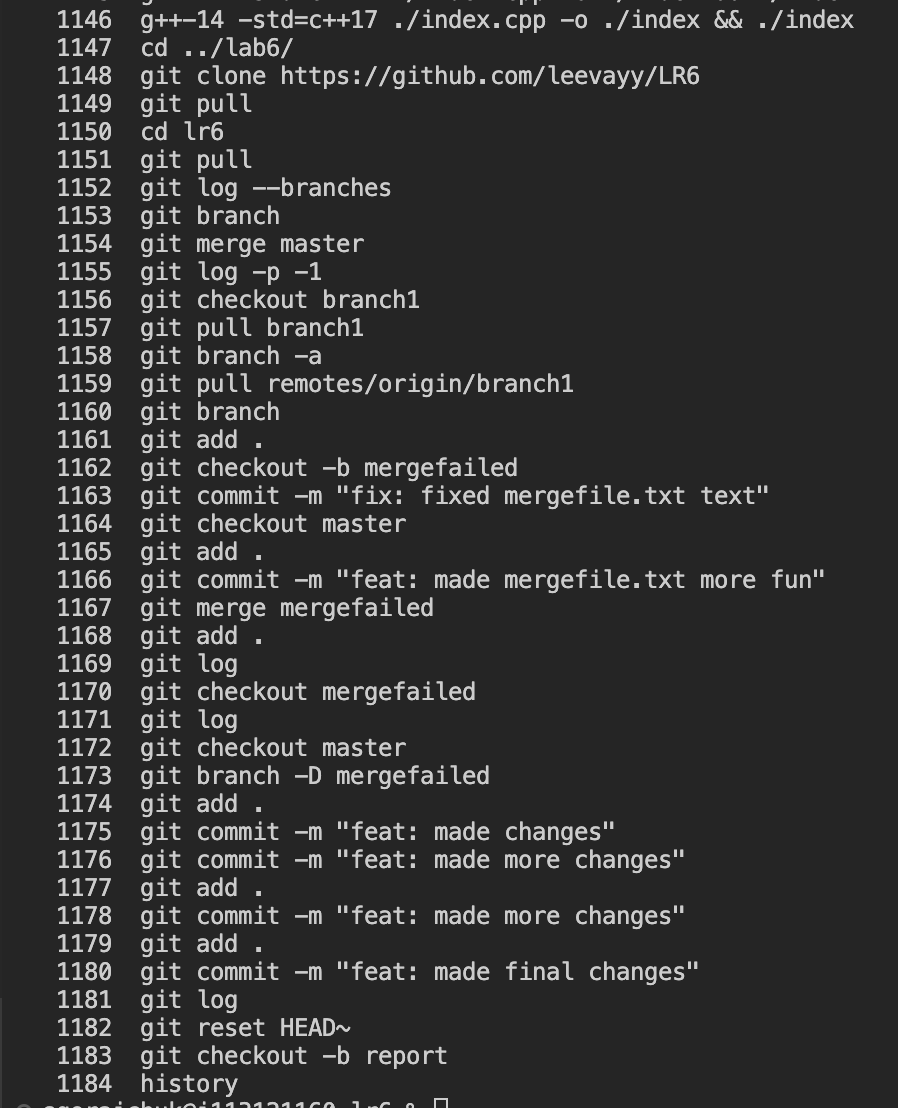 1146 g++-14 -std=c++17 ./index.cpp -o ./index && ./index
1147 cd ../lab6/
1148 git clone https://github.com/leevayy/LR6
1149 git pull
1150 cd lr6
1151 git pull
1152 git log --branches
1153 git branch
1154 git merge master
1155 git log -p -1
1156 git checkout branch1
1157 git pull branch1
1158 git branch -a
1159 git pull remotes/origin/branch1
1160 git branch
1161 git add .
1162 git checkout -b mergefailed
1163 git commit -m "fix: fixed mergefile.txt text"
1164 git checkout master
1165 git add .
1166 git commit -m "feat: made mergefile.txt more fun"
1167 git merge mergefailed
1168 git add .
1169 git log
1170 git checkout mergefailed
1171 git log
1172 git checkout master
1173 git branch -D mergefailed
1174 git add .
1175 git commit -m "feat: made changes"
1176 git commit -m "feat: made more changes"
1177 git add .
1178 git commit -m "feat: made more changes"
1179 git add .
1180 git commit -m "feat: made final changes"
1181 git log
1182 git reset HEAD~
1183 git checkout -b report
1184 history